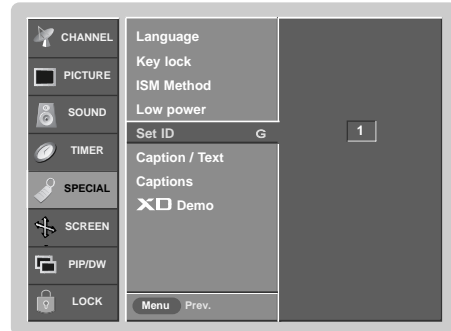 CHANNEL
PICTURE
SOUND
TIMER
SPECIAL
SCREEN
PIP/DW
LOCK
Language
Key lock
ISM Method
Low power
Set ID G
Caption / Text
Captions
XD Demo
Menu Prev.
1